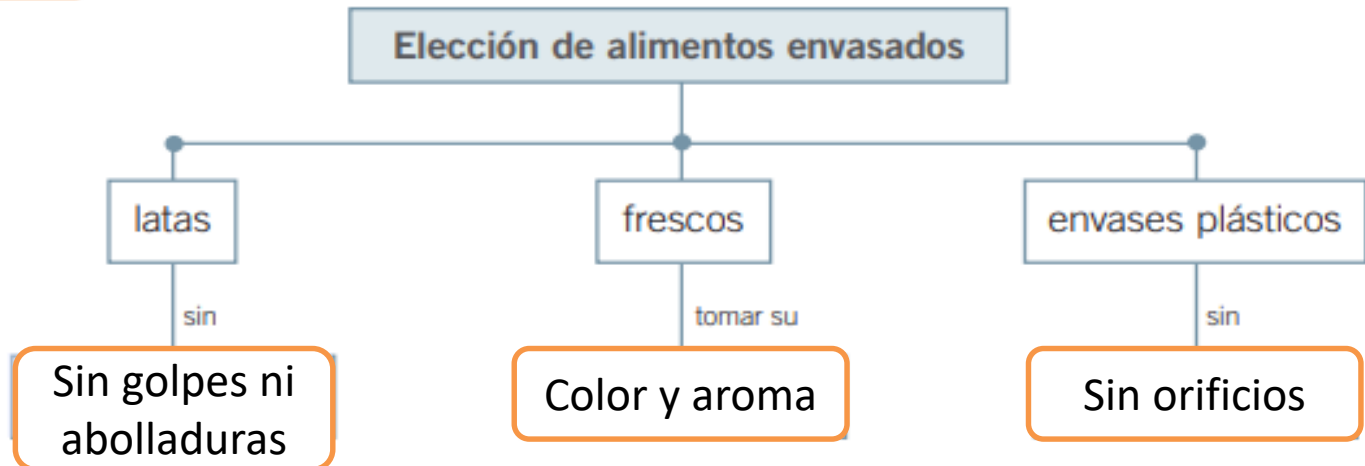 Elección de alimentos envasados
latas
frescos
envases plásticos
sin
tomar su
sin
Sin golpes ni
abolladuras
Color y aroma
Sin orificios